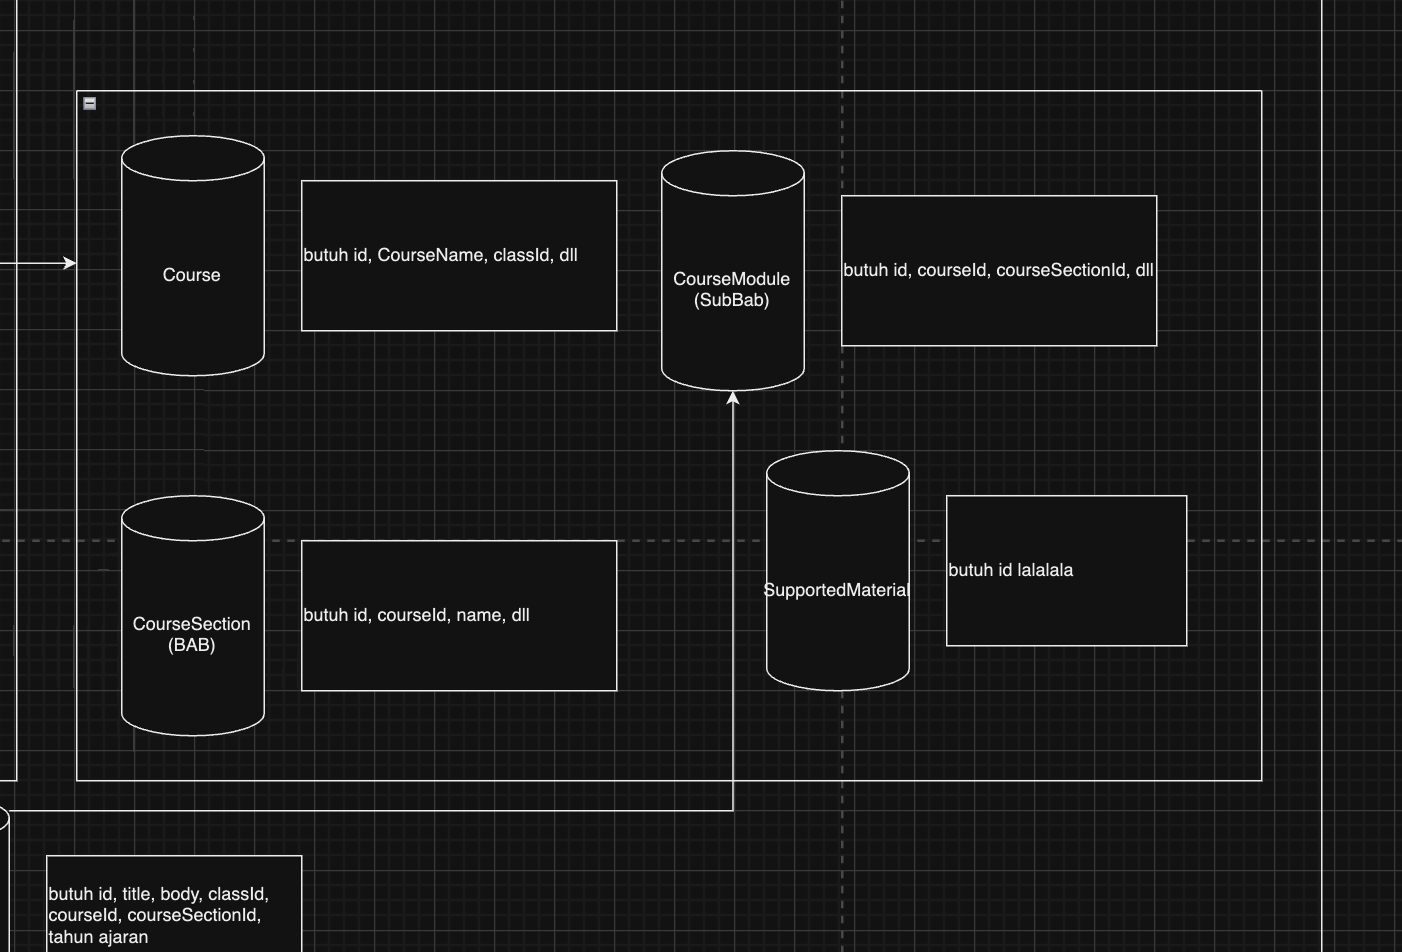 Course
butuh id, CourseName, classId, dll
CourseModule
(SubBab)
butuh id, courseId, courseSectionId, dll
CourseSection
(BAB)
butuh id, courseId, name, dll
SupportedMaterial
butuh id lalalala
butuh id, title, body, classId,
courseId, courseSectionId,
tahun ajaran